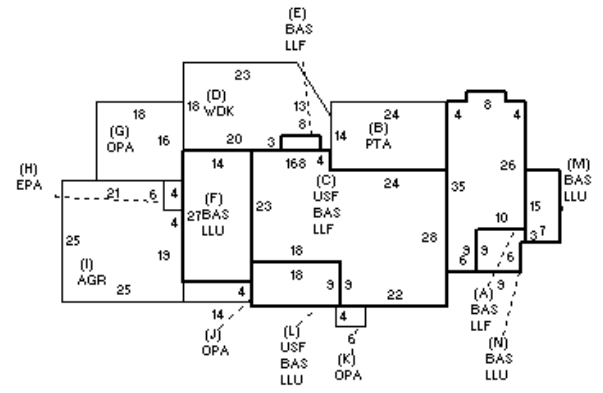 (E)
BAS
LLF
23
(D)
WDK
18
13
8
20
3
18
(G)
OPA
16
24
(B)
PTA
14
4
8
4
26
35
(M)
BAS
LLU
15
7
3
10
(H)
EPA
21
6
4
4
25
19
(I)
AGR
25
14
(F)
BAS
LLU
27
4
14
168
4
(C)
USF
BAS
LLF
24
23
28
18
18
9
9
22
4
6
6
9
9
6
9
(A)
BAS
LLF
(J)
OPA
(L)
USF
BAS
LLU
(K)
OPA
(N)
BAS
LLU